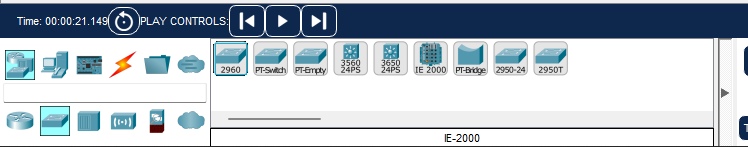 Time: 00:00:21.149 PLAY CONTROLS:
2960 PT-Switch PT-Empty 3560 24PS 3650 24PS IE 2000 PT-Bridge 2950-24 2950T
IE-2000